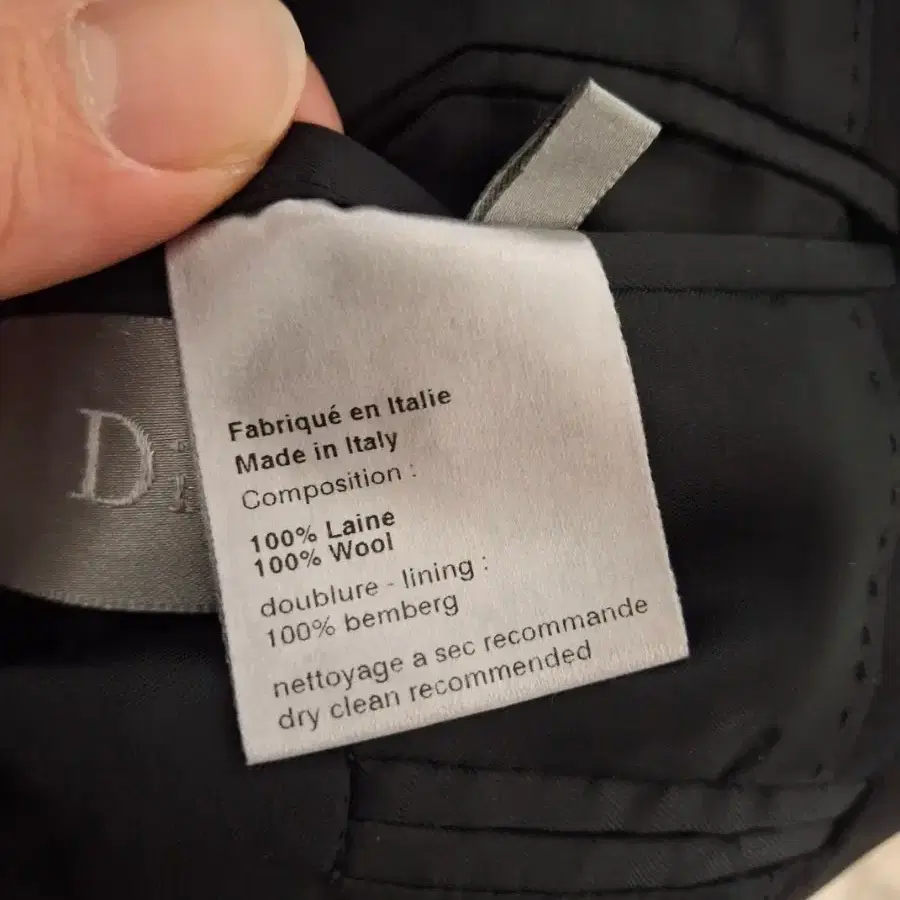 Fabriqué en Italie
Made in Italy
Composition :
100% Laine
100% Wool
doublure - lining :
100% bemberg
nettoyage a sec recommande
dry clean recommended